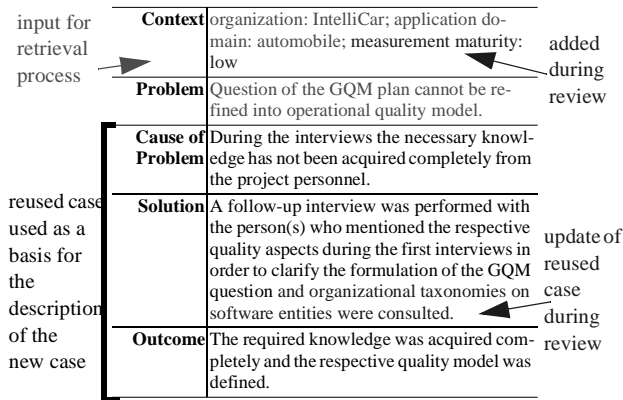 input for
retrieval
process
Context organization: IntelliCar; application do-
main: automobile; measurement maturity:
low
added
during
review
Problem Question of the GQM plan cannot be re-
fined into operational quality model.
Cause of During the interviews the necessary knowl-
Problem edge has not been acquired completely from
the project personnel.
reused case
used as a
basis for
the
description
of the
new case
Solution A follow-up interview was performed with
the person(s) who mentioned the respective
quality aspects during the first interviews in
order to clarify the formulation of the GQM
question and organizational taxonomies on
software entities were consulted.
update of
reused
case
during
review
Outcome The required knowledge was acquired com-
pletely and the respective quality model was
defined.